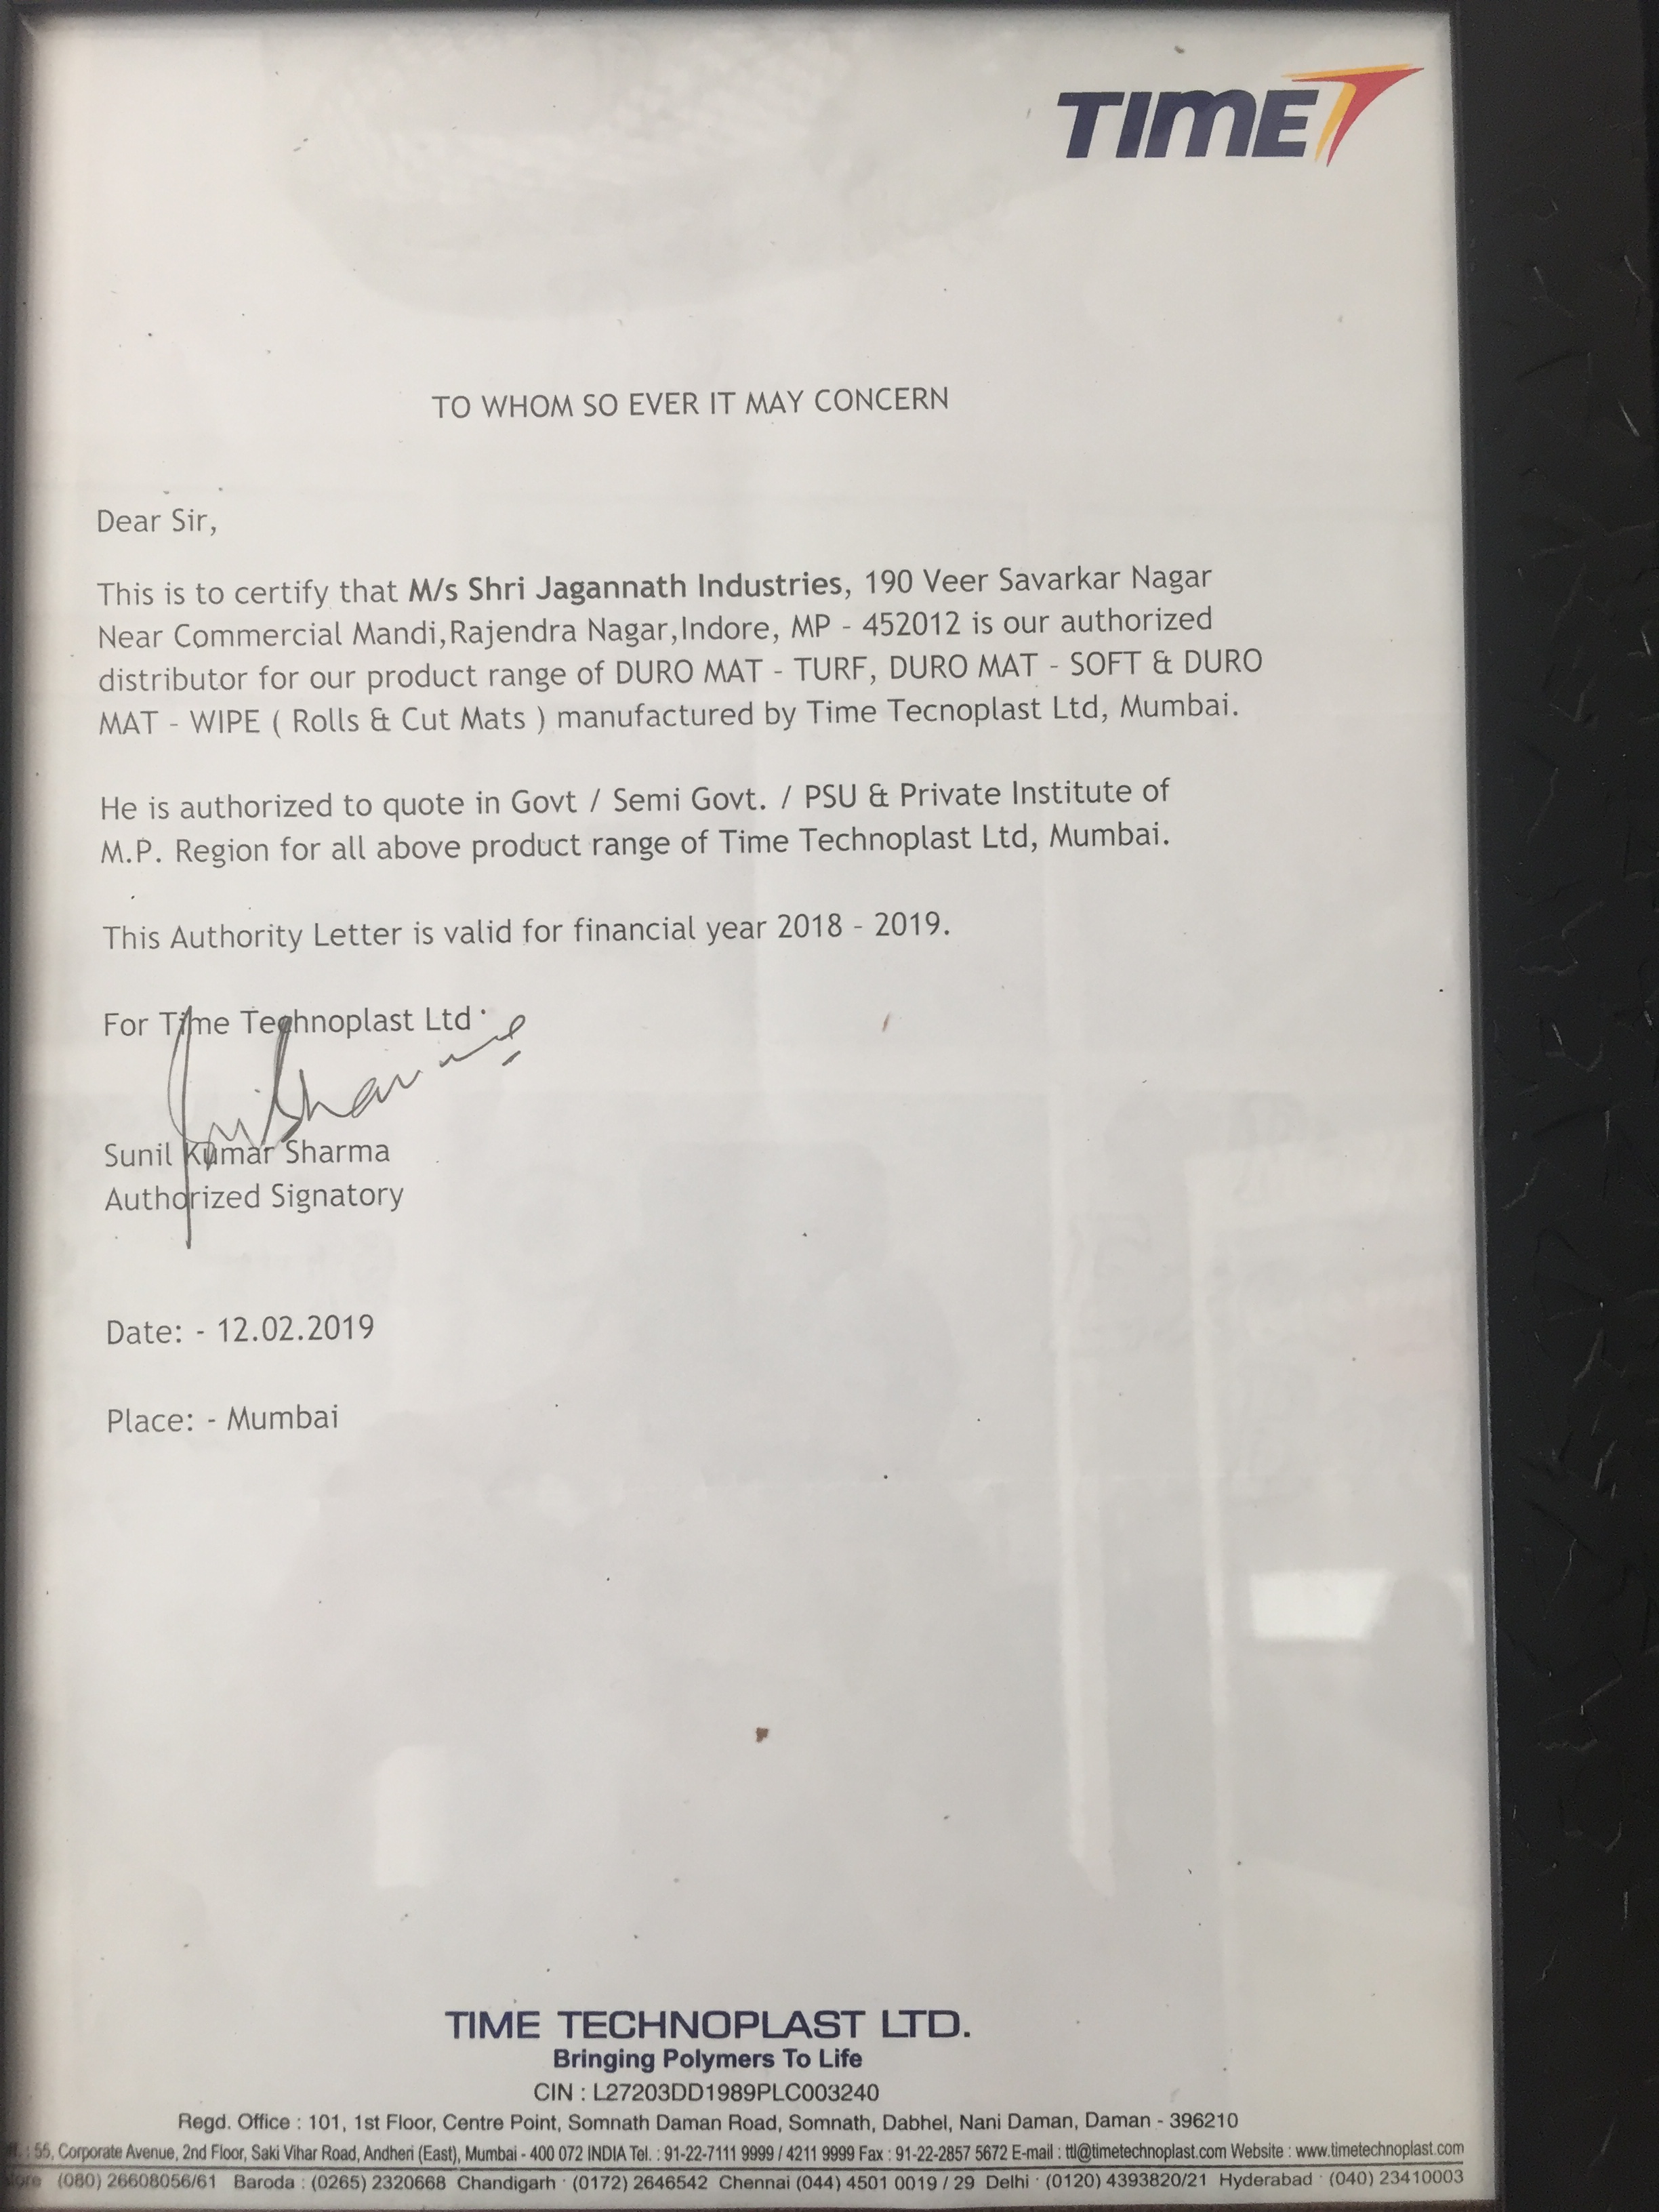 TIME
TO WHOM SO EVER IT MAY CONCERN
Dear Sir,
This is to certify that M/s Shri Jagannath Industries, 190 Veer Savarkar Nagar
Near Commercial Mandi,Rajendra Nagar,Indore, MP - 452012 is our authorized
distributor for our product range of DURO MAT - TURF, DURO MAT - SOFT & DURO
MAT - WIPE ( Rolls & Cut Mats ) manufactured by Time Tecnoplast Ltd, Mumbai.
He is authorized to quote in Govt / Semi Govt. / PSU & Private Institute of
M.P. Region for all above product range of Time Technoplast Ltd, Mumbai.
This Authority Letter is valid for financial year 2018 - 2019.
For Time Technoplast Ltd
Sunil Kumar Sharma
Authorized Signatory
Date: - 12.02.2019
Place: - Mumbai
TIME TECHNOPLAST LTD.
Bringing Polymers To Life
CIN : L27203DD1989PLC003240
Regd. Office : 101, 1st Floor, Centre Point, Somnath Daman Road, Somnath, Dabhel, Nani Daman, Daman - 396210
: 55, Corporate Avenue, 2nd Floor, Saki Vihar Road, Andheri (East), Mumbai - 400 072 INDIA Tel. : 91-22-7111 9999 / 4211 9999 Fax : 91-22-2857 5672 E-mail : ttl@timetechnoplast.com Website : www.timetechnoplast.com
(080) 26608056/61 Baroda : (0265) 2320668 Chandigarh : (0172) 2646542 Chennai (044) 4501 0019 / 29 Delhi : (0120) 4393820/21 Hyderabad : (040) 23410003